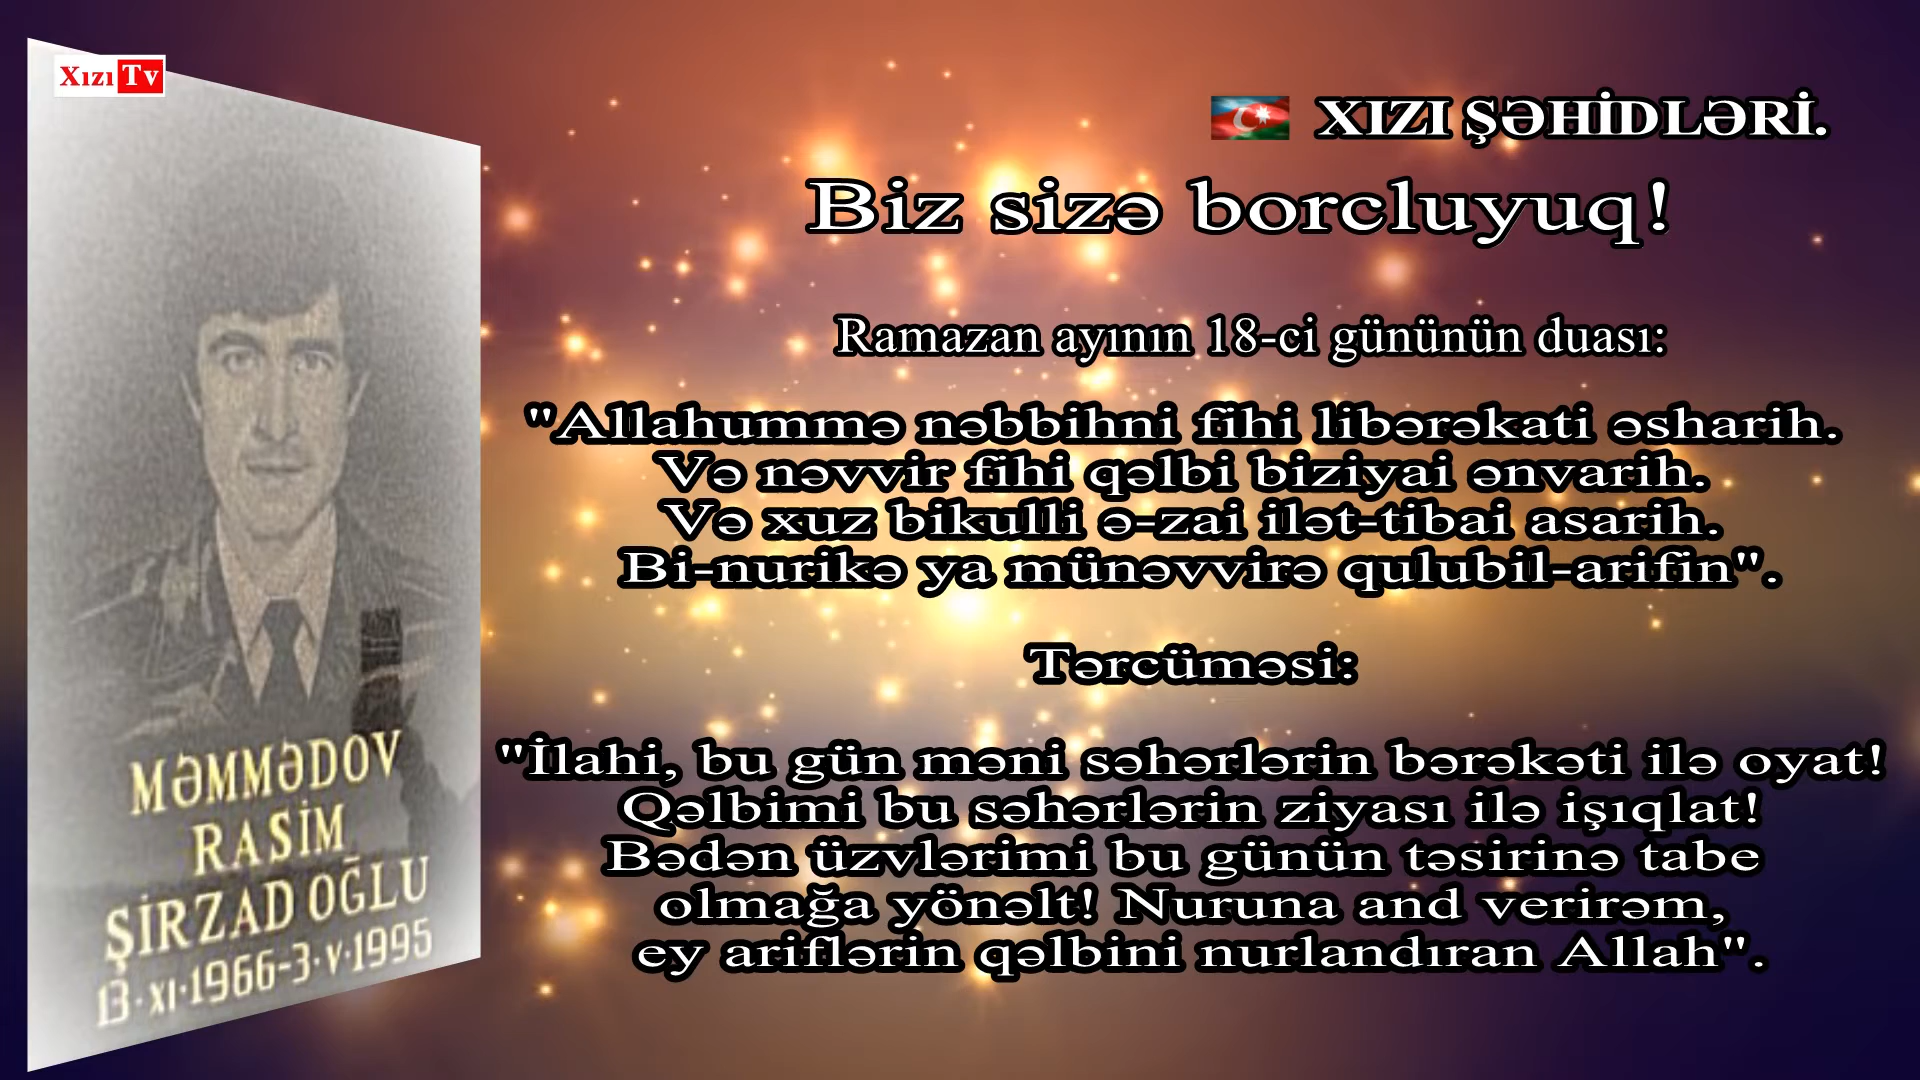 Xızı Tv
XIZI ŞƏHİDLƏRİ.
Biz sizə borcluyuq!
Ramazan ayının 18-ci gününün duası:
"Allahummə nəbbihni fihi libərəkati əsharih.
Və nəvvir fihi qəlbi biziyai ənvarih.
Və xuz bikulli ə-zai ilət-tibai asarih.
Bi-nurikə ya münəvvirə qulubil-arifin".
Tərcüməsi:
"İlahi, bu gün məni səhərlərin bərəkəti ilə oyat!
Qəlbimi bu səhərlərin ziyası ilə işıqlat!
Bədən üzvlərimi bu günün təsirinə tabe
olmağa yönəlt! Nuruna and verirəm,
ey ariflərin qəlbini nurlandıran Allah".
MƏMMƏDOV
RASİM
ŞİRZAD OĞLU
13·XI·1966-3·V·1995